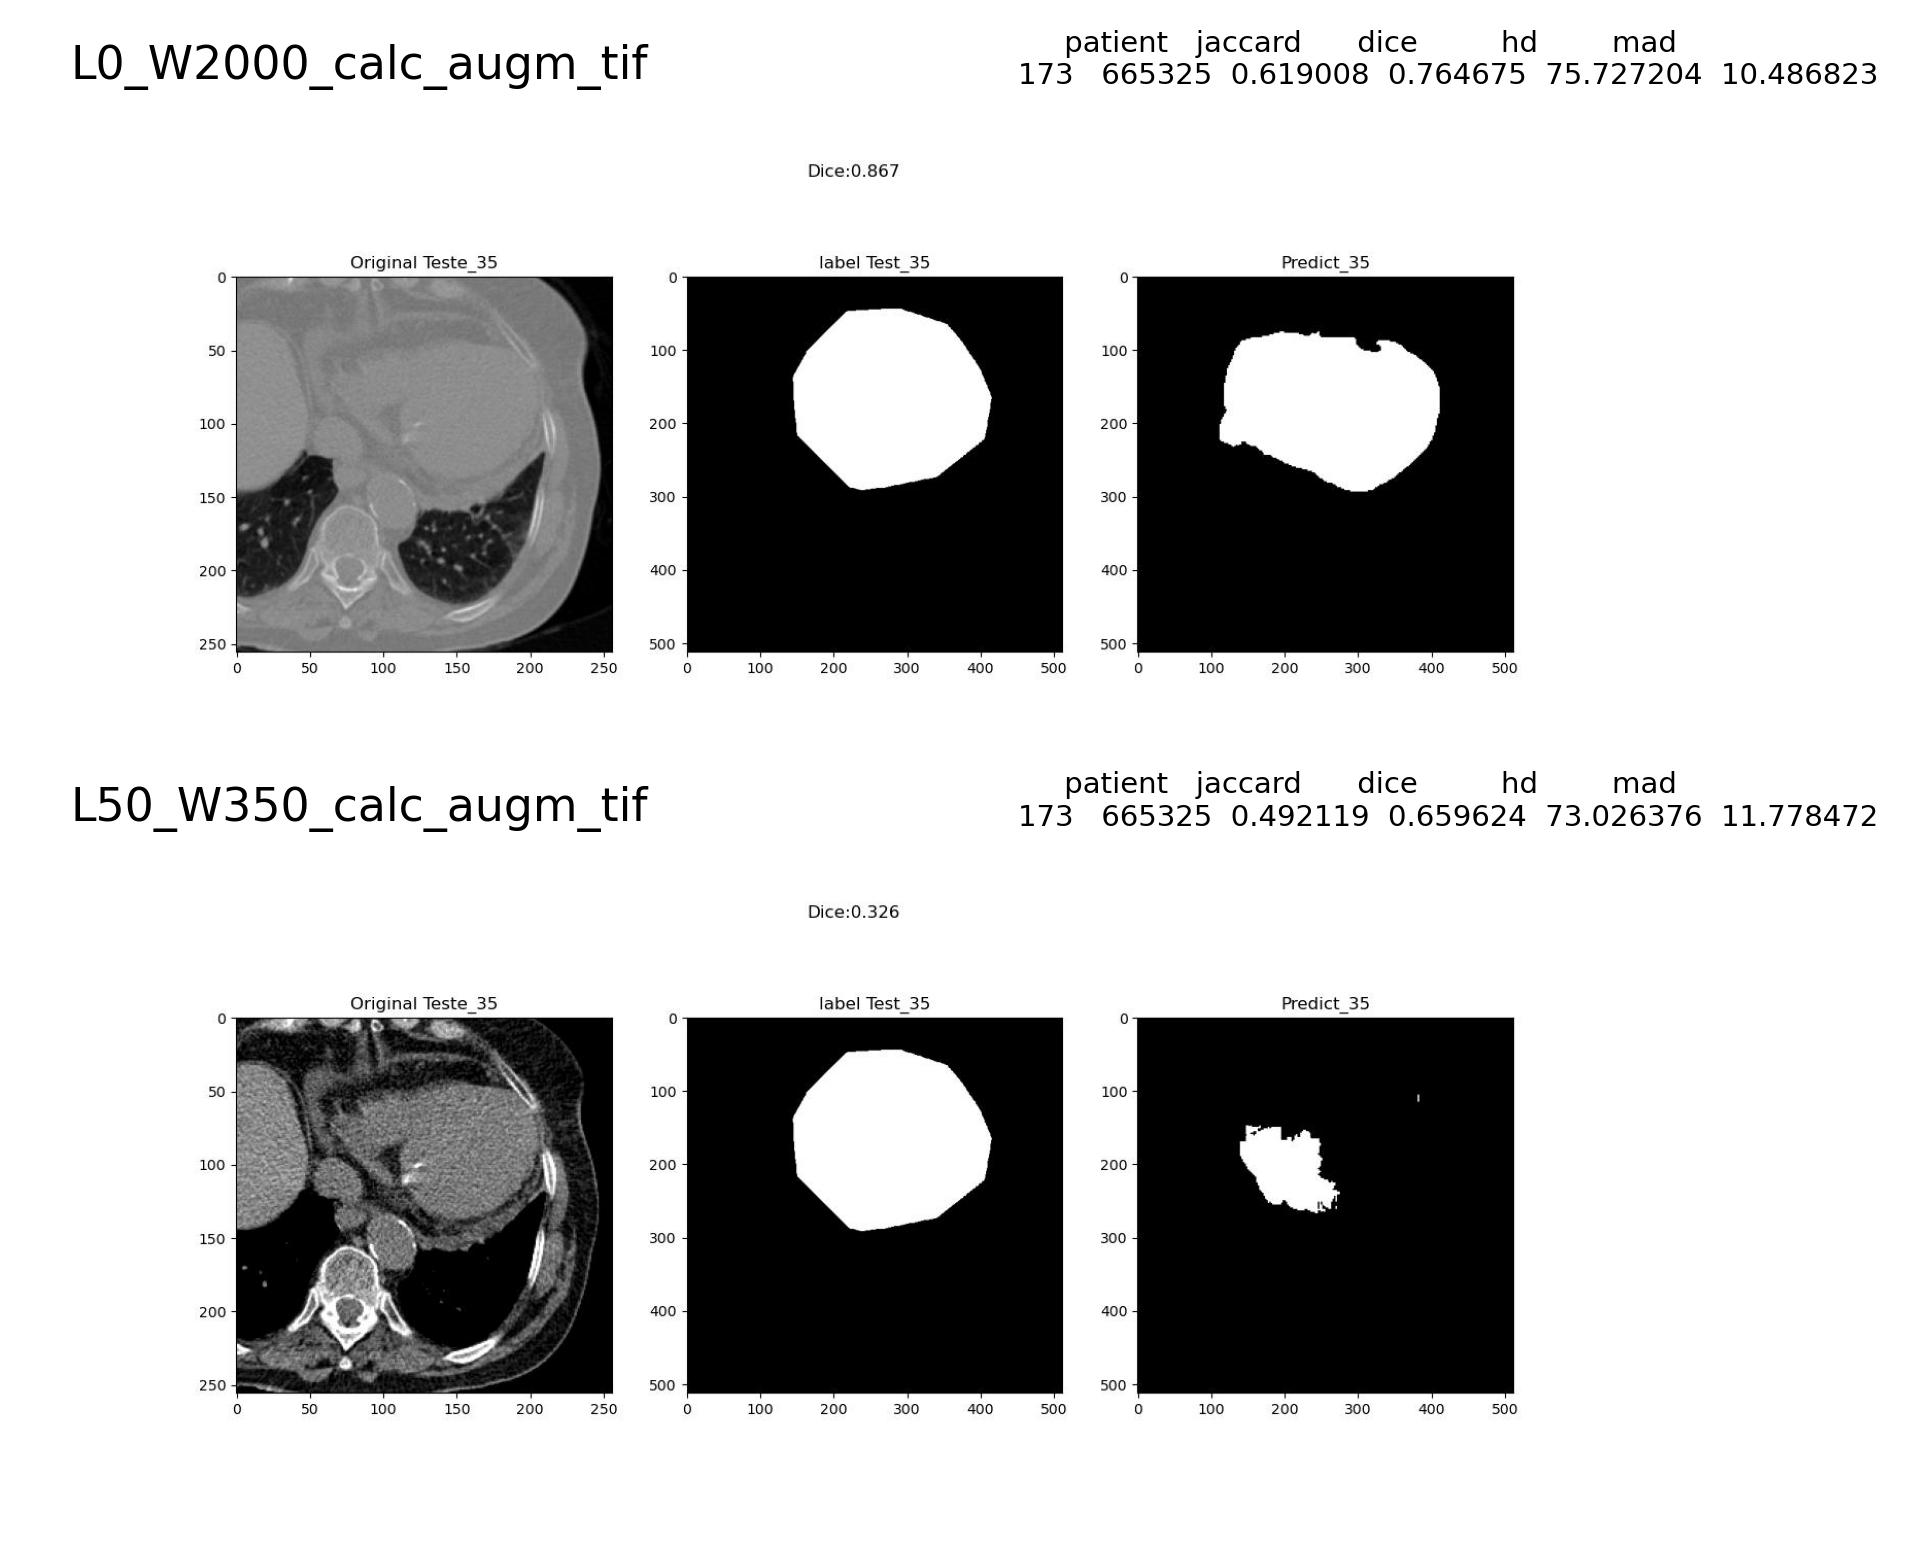 L0_W2000_calc_augm_tif
patient jaccard dice hd mad
173 665325 0.619008 0.764675 75.727204 10.486823
Dice:0.867
Original Teste_35
label Test_35
Predict_35
0
50
100
150
200
250
0 50 100 150 200 250
0
100
200
300
400
500
0 100 200 300 400 500
0
100
200
300
400
500
0 100 200 300 400 500
L50_W350_calc_augm_tif
patient jaccard dice hd mad
173 665325 0.492119 0.659624 73.026376 11.778472
Dice:0.326
Original Teste_35
label Test_35
Predict_35
0
50
100
150
200
250
0 50 100 150 200 250
0
100
200
300
400
500
0 100 200 300 400 500
0
100
200
300
400
500
0 100 200 300 400 500